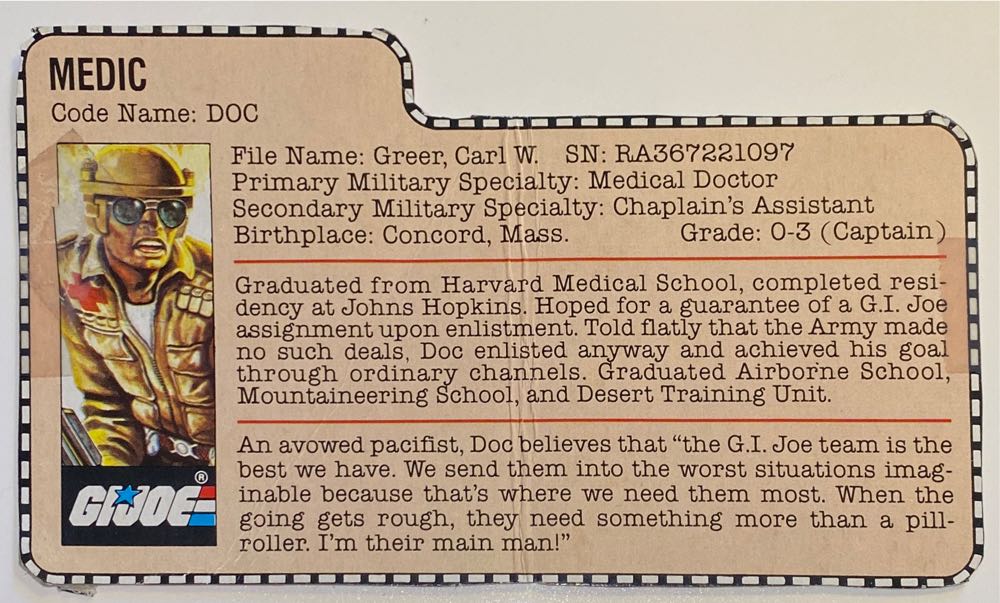 MEDIC
Code Name: DOC
File Name: Greer, Carl W. SN: RA367221097
Primary Military Specialty: Medical Doctor
Secondary Military Specialty: Chaplain's Assistant
Birthplace: Concord, Mass. Grade: O-3 (Captain)
Graduated from Harvard Medical School, completed resi-
dency at Johns Hopkins. Hoped for a guarantee of a G.I. Joe
assignment upon enlistment. Told flatly that the Army made
no such deals, Doc enlisted anyway and achieved his goal
through ordinary channels. Graduated Airborne School,
Mountaineering School, and Desert Training Unit.
An avowed pacifist, Doc believes that "the G.I. Joe team is the
best we have. We send them into the worst situations imag-
inable because that's where we need them most. When the
going gets rough, they need something more than a pill-
roller. I'm their main man!"
GI JOE ®